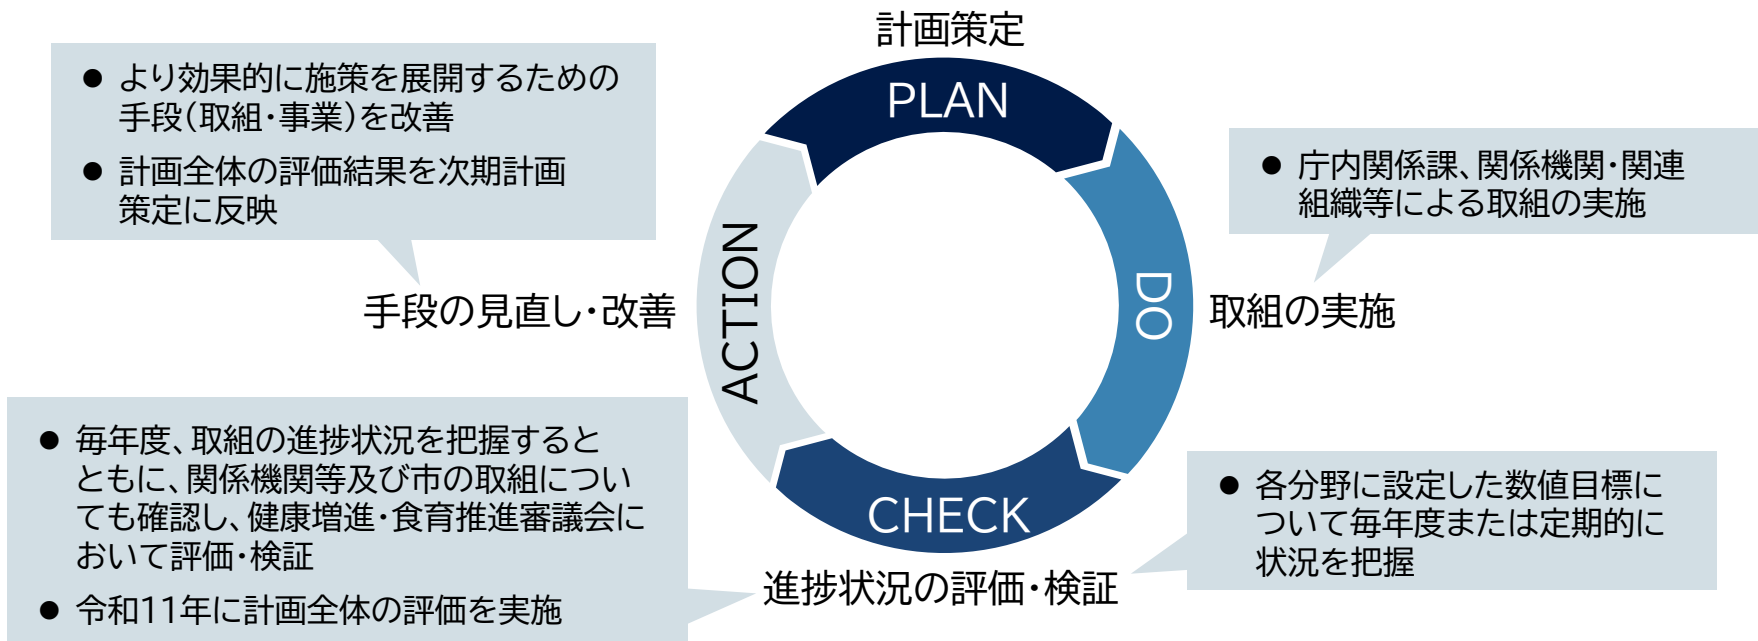 計画策定
PLAN
● より効果的に施策を展開するための
手段(取組・事業)を改善
● 計画全体の評価結果を次期計画
策定に反映
● 庁内関係課、関係機関・関連
組織等による取組の実施
ACTION
DO
手段の見直し・改善
取組の実施
● 毎年度、取組の進捗状況を把握すると
ともに、関係機関等及び市の取組につい
ても確認し、健康増進・食育推進審議会に
おいて評価・検証
● 令和11年に計画全体の評価を実施
CHECK
進捗状況の評価・検証
● 各分野に設定した数値目標に
ついて毎年度または定期的に
状況を把握